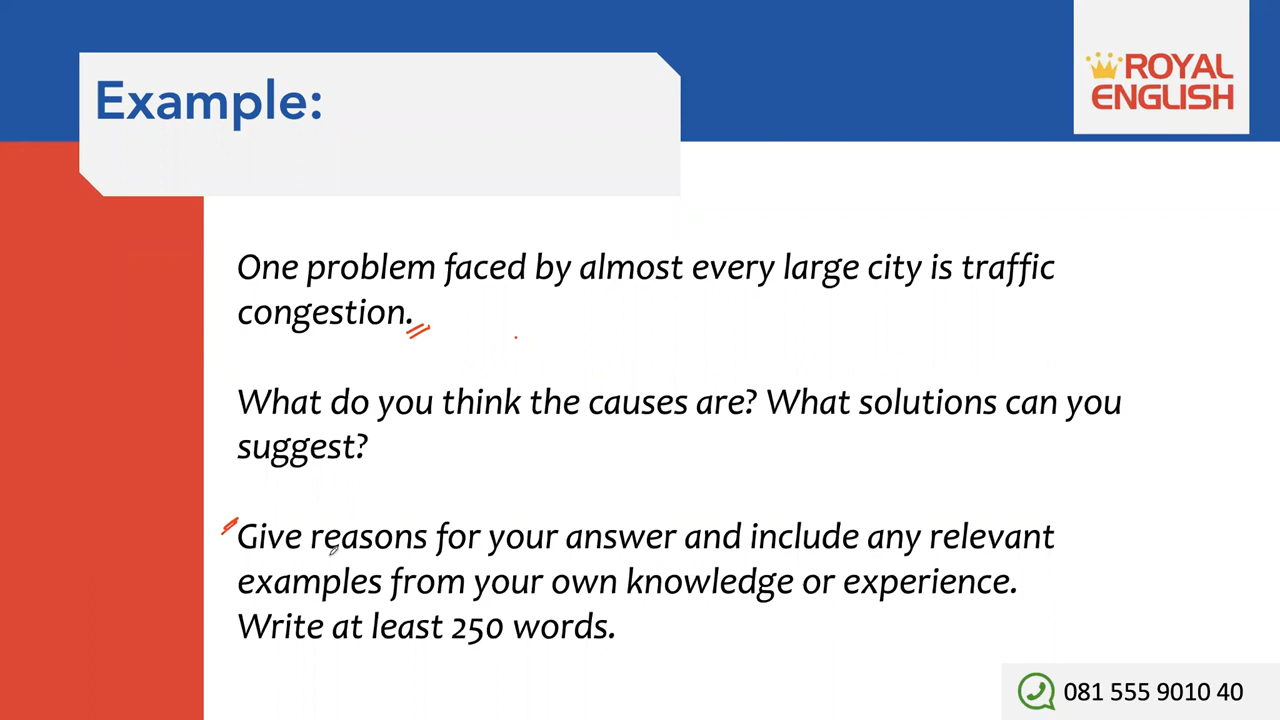 Example:
ROYAL
ENGLISH
One problem faced by almost every large city is traffic
congestion.
What do you think the causes are? What solutions can you
suggest?
Give reasons for your answer and include any relevant
examples from your own knowledge or experience.
Write at least 250 words.
081 555 9010 40